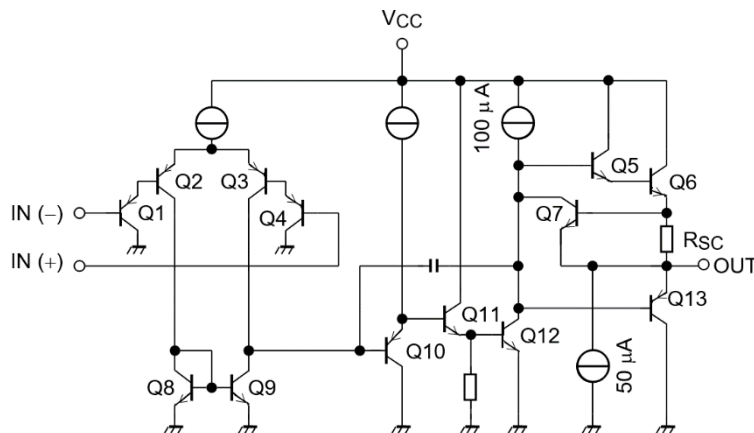 VCC
100 μA
Q2
Q3
Q5
Q6
IN (−)
Q1
Q4
Q7
RSC
IN (+)
OUT
Q13
Q11
Q12
Q10
50 μA
Q8
Q9